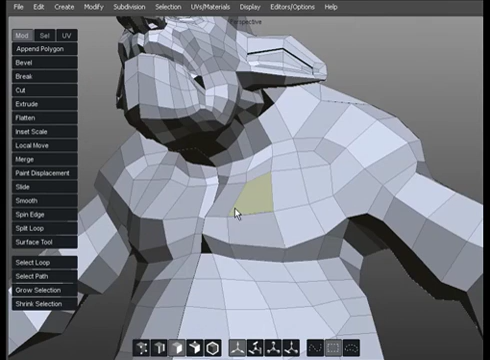 File Edit Create Modify Subdivision Selection UVs/Materials Display Editors/Options Help
Perspective
Mod Sel UV
Append Polygon
Bevel
Break
Cut
Extrude
Flatten
Inset Scale
Local Move
Merge
Paint Displacement
Slide
Smooth
Spin Edge
Split Loop
Surface Tool
Select Loop
Select Path
Grow Selection
Shrink Selection